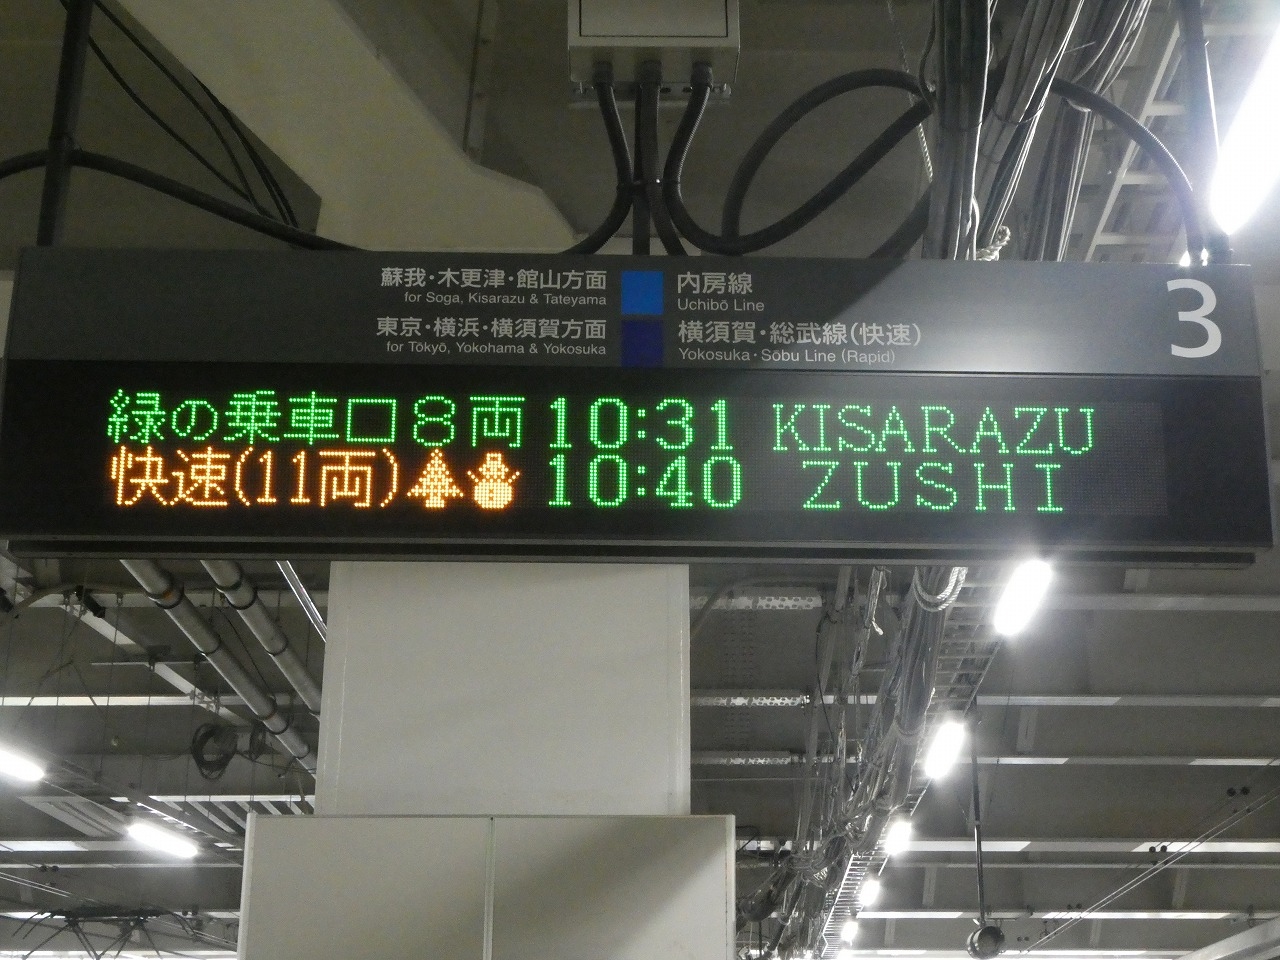 蘇我・木更津・館山方面 内房線
for Soga, Kisarazu & Tateyama Uchibō Line
東京・横浜・横須賀方面 横須賀・総武線(快速)
for Tōkyō, Yokohama & Yokosuka Yokosuka・Sōbu Line (Rapid)
3
緑の乗車口8両 10:31 KISARAZU
快速(11両) 10:40 ZUSHI